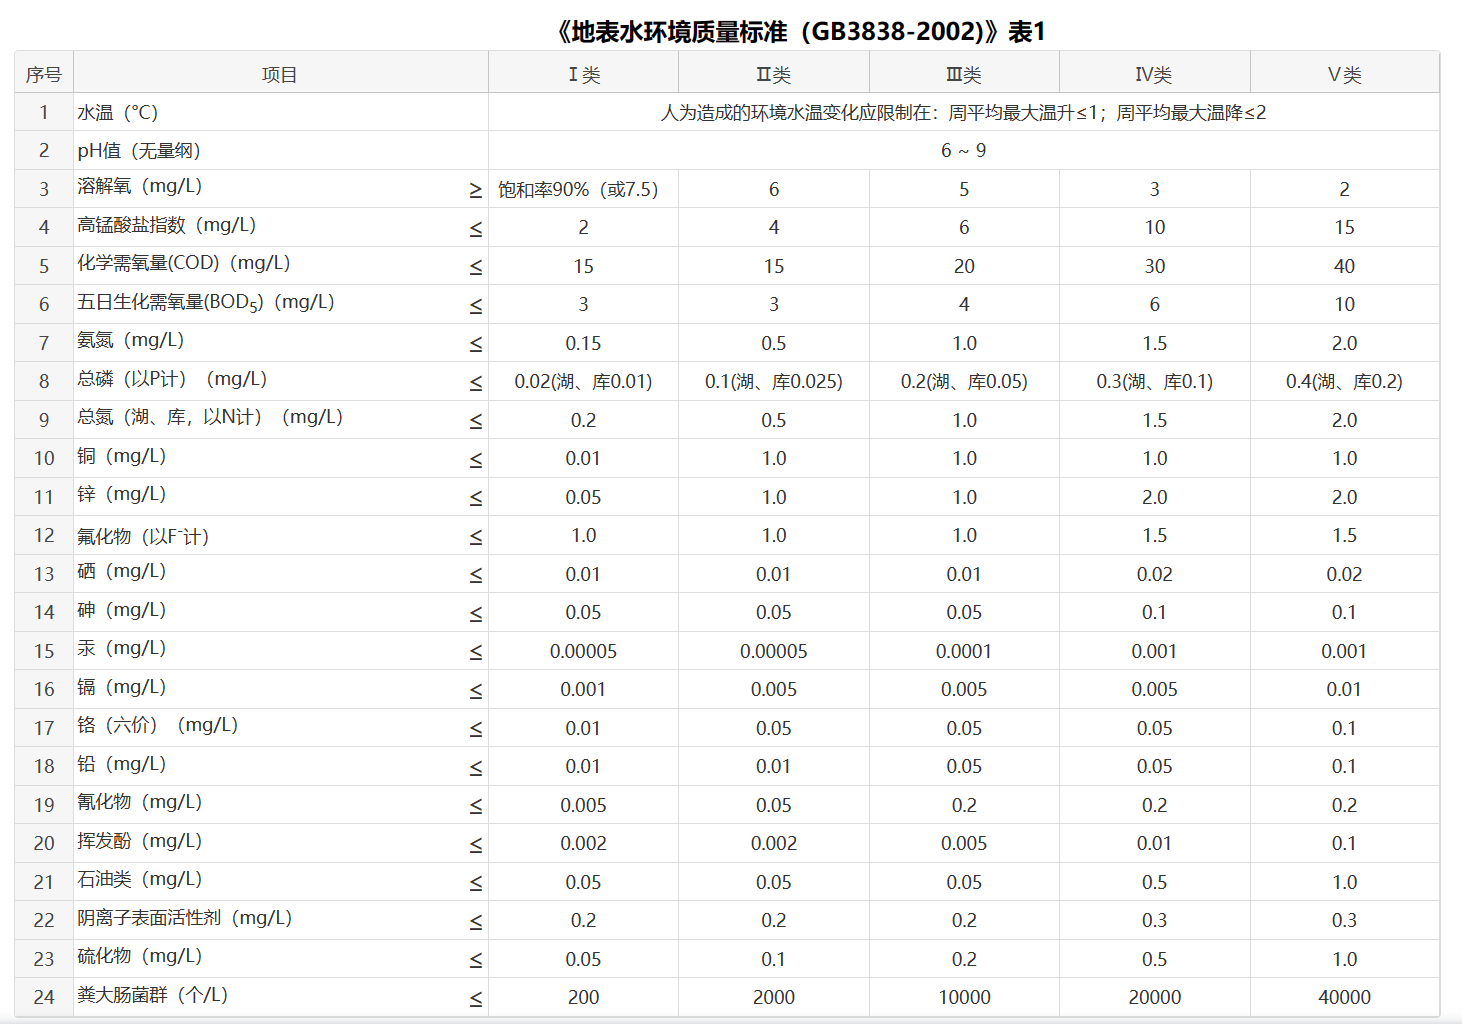 《地表水环境质量标准（GB3838-2002)》表1
序号 项目 Ⅰ类 Ⅱ类 Ⅲ类 Ⅳ类 Ⅴ类
1 水温（℃） 人为造成的环境水温变化应限制在：周平均最大温升≤1；周平均最大温降≤2
2 pH值（无量纲） 6 ~ 9
3 溶解氧（mg/L） ≥ 饱和率90%（或7.5） 6 5 3 2
4 高锰酸盐指数（mg/L） ≤ 2 4 6 10 15
5 化学需氧量(COD)（mg/L） ≤ 15 15 20 30 40
6 五日生化需氧量(BOD₅)（mg/L） ≤ 3 3 4 6 10
7 氨氮（mg/L） ≤ 0.15 0.5 1.0 1.5 2.0
8 总磷（以P计）（mg/L） ≤ 0.02(湖、库0.01) 0.1(湖、库0.025) 0.2(湖、库0.05) 0.3(湖、库0.1) 0.4(湖、库0.2)
9 总氮（湖、库，以N计）（mg/L） ≤ 0.2 0.5 1.0 1.5 2.0
10 铜（mg/L） ≤ 0.01 1.0 1.0 1.0 1.0
11 锌（mg/L） ≤ 0.05 1.0 1.0 2.0 2.0
12 氟化物（以F⁻计） ≤ 1.0 1.0 1.0 1.5 1.5
13 硒（mg/L） ≤ 0.01 0.01 0.01 0.02 0.02
14 砷（mg/L） ≤ 0.05 0.05 0.05 0.1 0.1
15 汞（mg/L） ≤ 0.00005 0.00005 0.0001 0.001 0.001
16 镉（mg/L） ≤ 0.001 0.005 0.005 0.005 0.01
17 铬（六价）（mg/L） ≤ 0.01 0.05 0.05 0.05 0.1
18 铅（mg/L） ≤ 0.01 0.01 0.05 0.05 0.1
19 氰化物（mg/L） ≤ 0.005 0.05 0.2 0.2 0.2
20 挥发酚（mg/L） ≤ 0.002 0.002 0.005 0.01 0.1
21 石油类（mg/L） ≤ 0.05 0.05 0.05 0.5 1.0
22 阴离子表面活性剂（mg/L） ≤ 0.2 0.2 0.2 0.3 0.3
23 硫化物（mg/L） ≤ 0.05 0.1 0.2 0.5 1.0
24 粪大肠菌群（个/L） ≤ 200 2000 10000 20000 40000